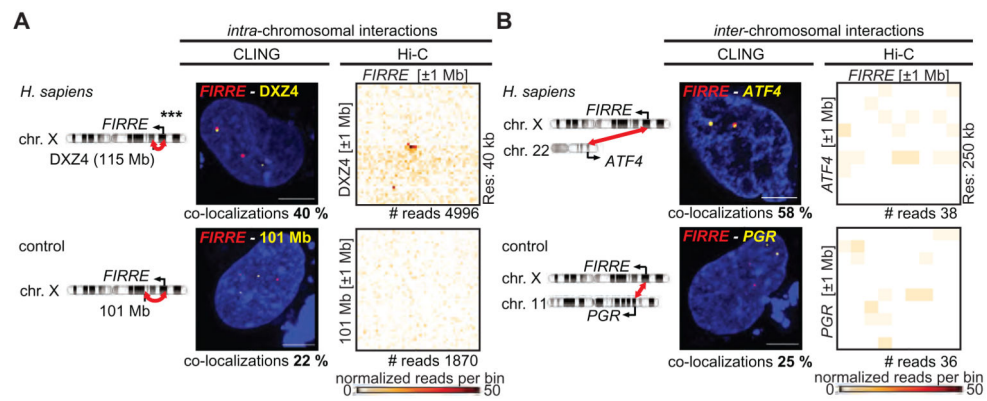 A
intra-chromosomal interactions
CLING
Hi-C
FIRRE [±1 Mb]
H. sapiens
FIRRE
***
chr. X
DXZ4 (115 Mb)
FIRRE - DXZ4
co-localizations 40 %
DXZ4 [±1 Mb]
Res: 40 kb
# reads 4996
control
FIRRE
chr. X
101 Mb
FIRRE - 101 Mb
co-localizations 22 %
101 Mb [±1 Mb]
# reads 1870
normalized reads per bin
0
50
B
inter-chromosomal interactions
CLING
Hi-C
FIRRE [±1 Mb]
H. sapiens
FIRRE
chr. X
chr. 22
ATF4
FIRRE - ATF4
co-localizations 58 %
ATF4 [±1 Mb]
Res: 250 kb
# reads 38
control
FIRRE
chr. X
chr. 11
PGR
FIRRE - PGR
co-localizations 25 %
PGR [±1 Mb]
# reads 36
normalized reads per bin
0
50